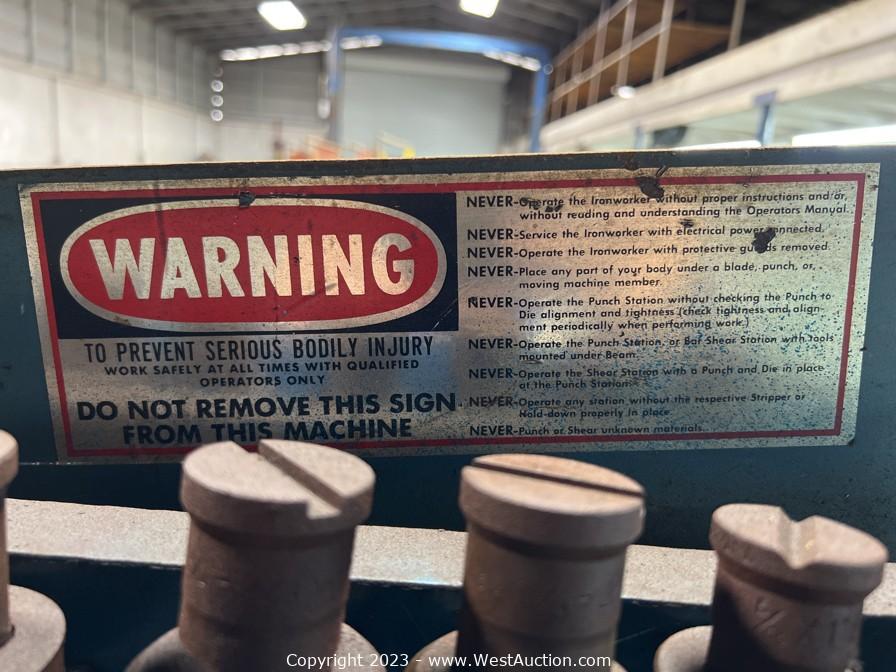 WARNING
TO PREVENT SERIOUS BODILY INJURY
WORK SAFELY AT ALL TIMES WITH QUALIFIED
OPERATORS ONLY
DO NOT REMOVE THIS SIGN
FROM THIS MACHINE
NEVER-Operate the Ironworker without proper instructions and/or,
without reading and understanding the Operators Manual.
NEVER-Service the Ironworker with electrical power connected.
NEVER-Operate the Ironworker with protective guards removed.
NEVER-Place any part of your body under a blade, punch, or,
moving machine member.
NEVER-Operate the Punch Station without checking the Punch to
Die alignment and tightness (check tightness and align-
ment periodically when performing work.)
NEVER-Operate the Punch Station, or Bar Shear Station with tools
mounted under Beam.
NEVER-Operate the Shear Station with a Punch and Die in place
at the Punch Station.
NEVER-Operate any station without the respective Stripper or
Hold-down properly in place.
NEVER-Punch or Shear unknown materials.
Copyright 2023 - www.WestAuction.com